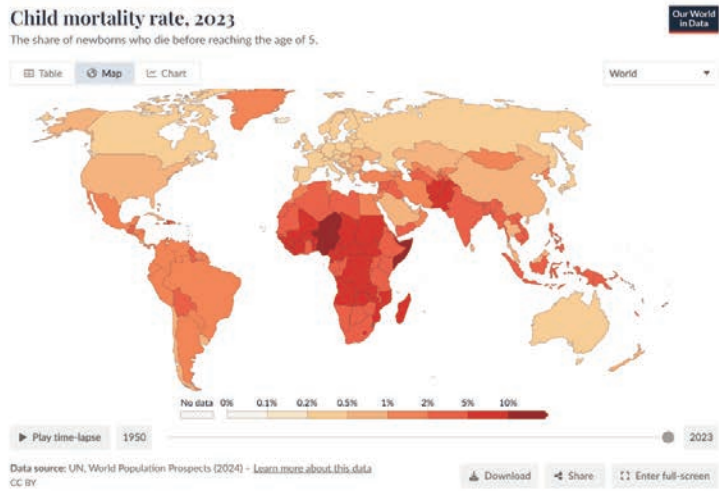 Child mortality rate, 2023
Our World
in Data
The share of newborns who die before reaching the age of 5.
Table Map Chart World
No data 0% 0.1% 0.2% 0.5% 1% 2% 5% 10%
Play time-lapse 1950 2023
Data source: UN, World Population Prospects (2024) – Learn more about this data
CC BY
Download Share Enter full-screen